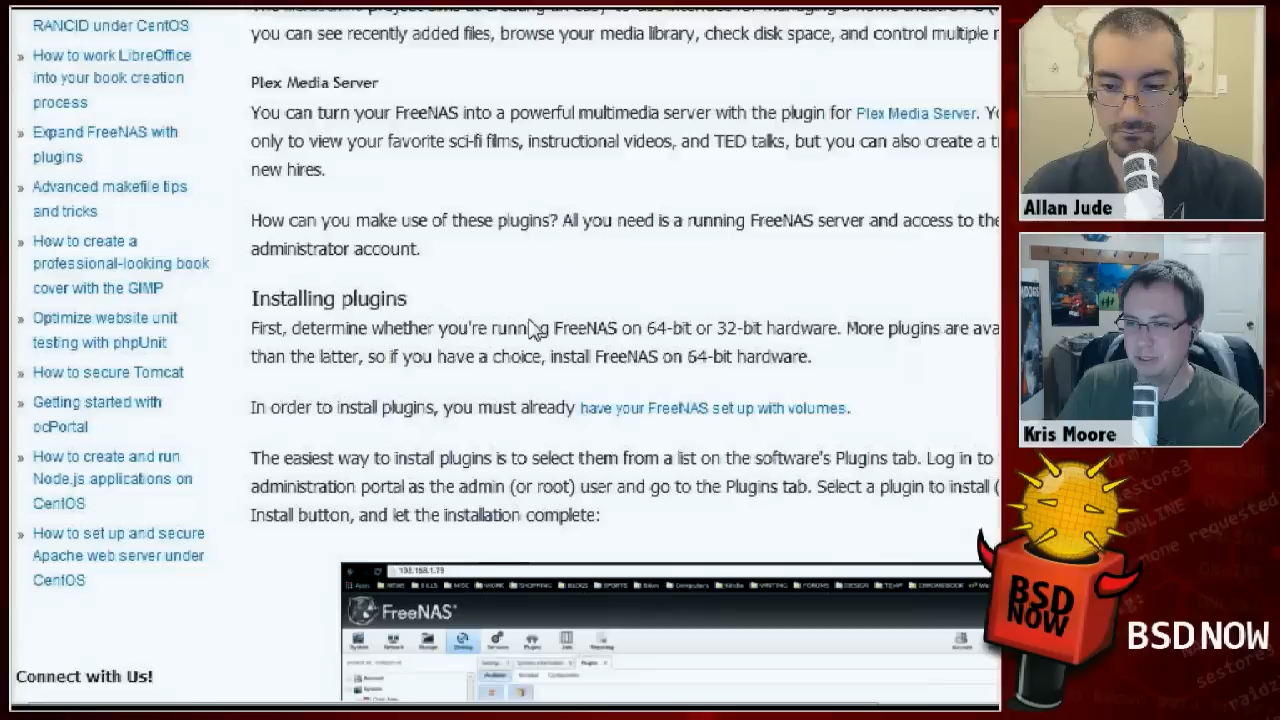 RANCID under CentOS
» How to work LibreOffice
into your book creation
process
» Expand FreeNAS with
plugins
» Advanced makefile tips
and tricks
» How to create a
professional-looking book
cover with the GIMP
» Optimize website unit
testing with phpUnit
» How to secure Tomcat
» Getting started with
ocPortal
» How to create and run
Node.js applications on
CentOS
» How to set up and secure
Apache web server under
CentOS
Connect with Us!
you can see recently added files, browse your media library, check disk space, and control multiple
Plex Media Server
You can turn your FreeNAS into a powerful multimedia server with the plugin for Plex Media Server.
only to view your favorite sci-fi films, instructional videos, and TED talks, but you can also create a
new hires.
How can you make use of these plugins? All you need is a running FreeNAS server and access to the
administrator account.
Installing plugins
First, determine whether you're running FreeNAS on 64-bit or 32-bit hardware. More plugins are ava
than the latter, so if you have a choice, install FreeNAS on 64-bit hardware.
In order to install plugins, you must already have your FreeNAS set up with volumes.
The easiest way to install plugins is to select them from a list on the software's Plugins tab. Log in to
administration portal as the admin (or root) user and go to the Plugins tab. Select a plugin to install (
Install button, and let the installation complete:
FreeNAS
Allan Jude
Kris Moore
BSD
NOW
BSD NOW